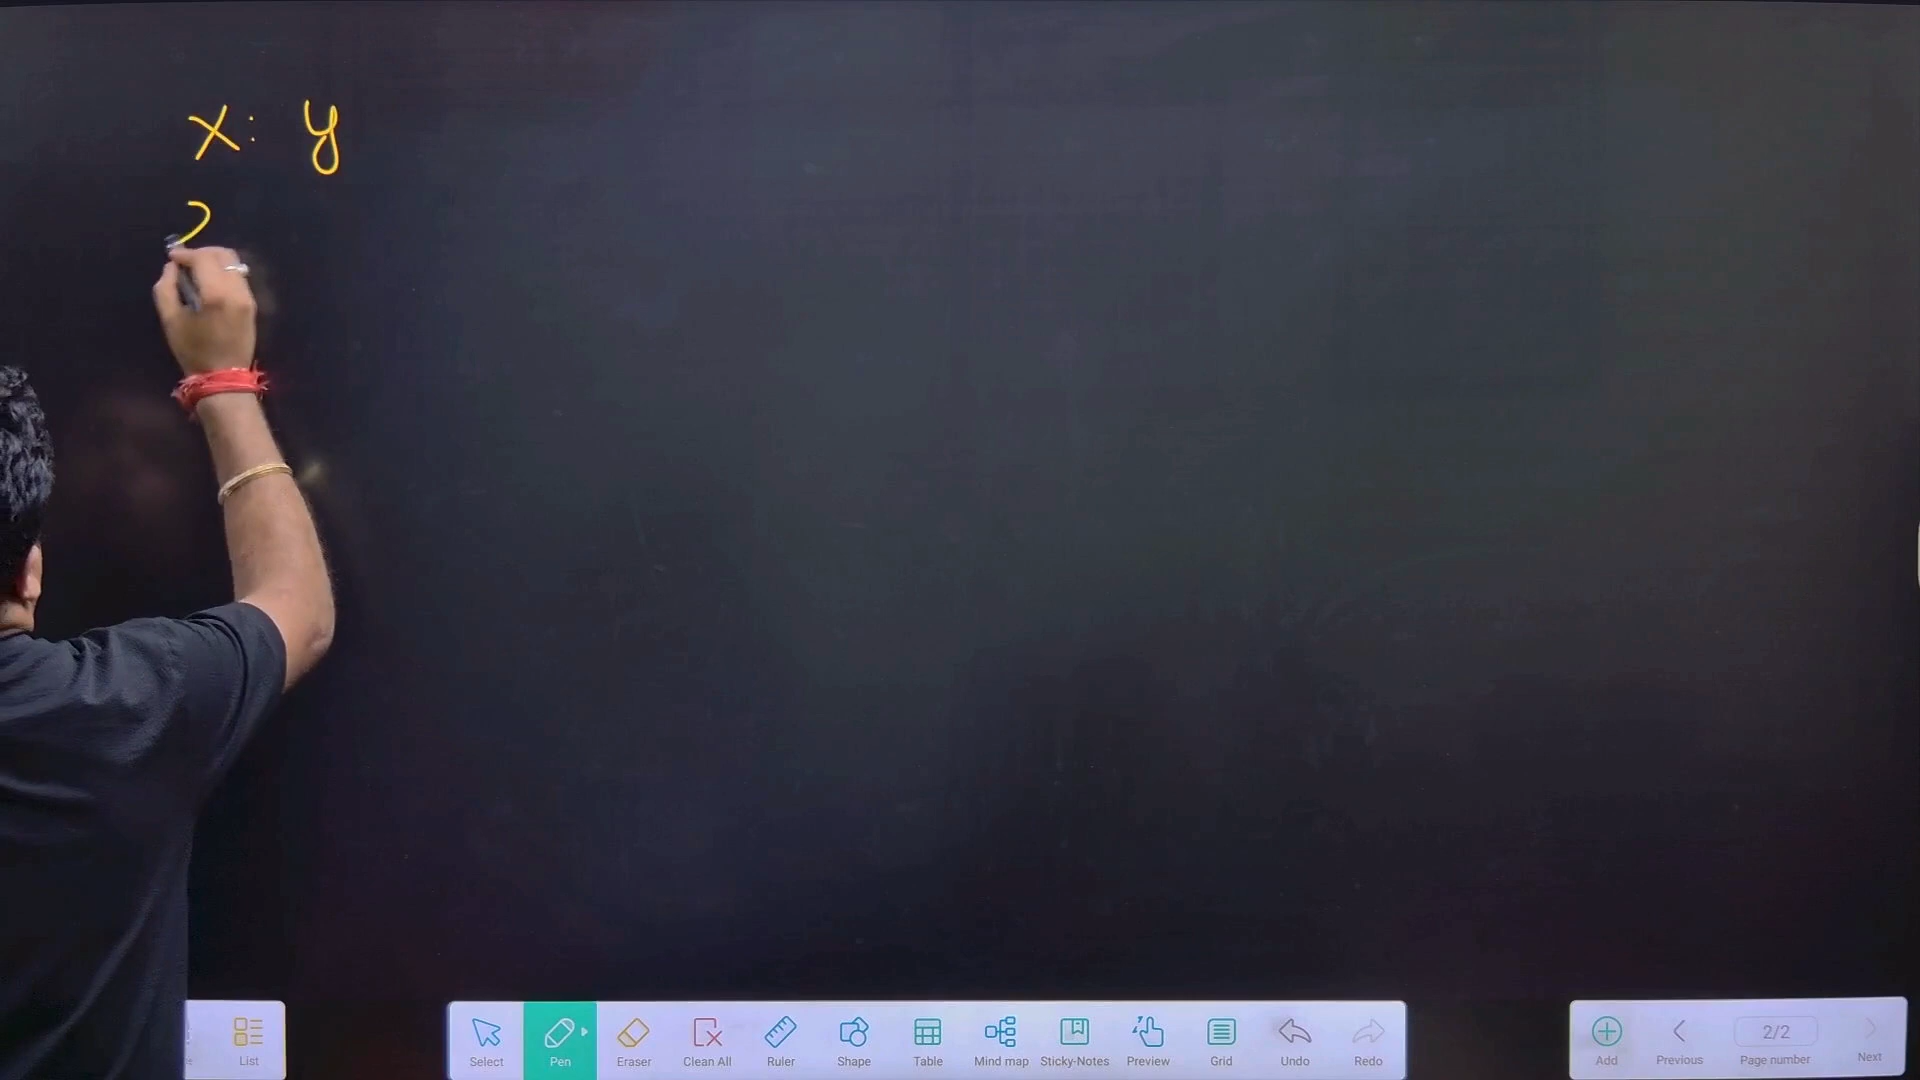 x: y
2
List
Select Pen Eraser Clean All Ruler Shape Table Mind map Sticky-Notes Preview Grid Undo Redo
2/2
Add Previous Page number Next